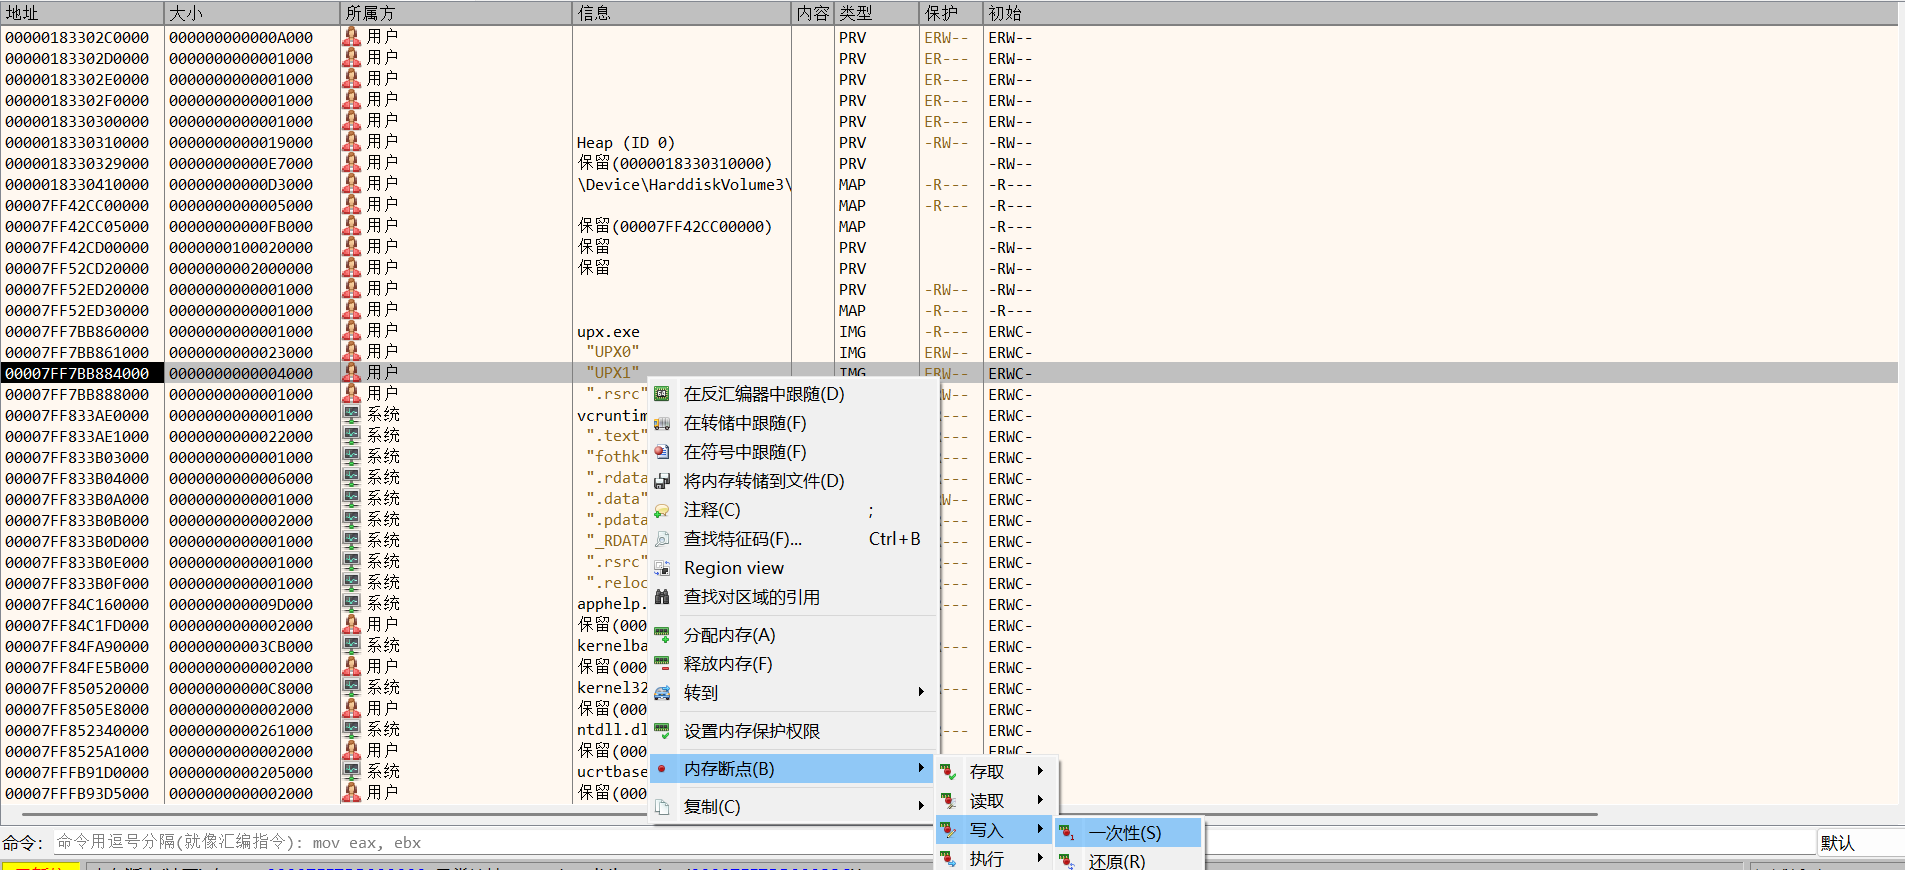 地址 大小 所属方 信息 内容 类型 保护 初始
00000183302C0000 000000000000A000 用户 PRV ERW-- ERW--
00000183302D0000 0000000000001000 用户 PRV ER--- ERW--
00000183302E0000 0000000000001000 用户 PRV ER--- ERW--
00000183302F0000 0000000000001000 用户 PRV ER--- ERW--
0000018330300000 0000000000001000 用户 PRV ER--- ERW--
0000018330310000 0000000000019000 用户 Heap (ID 0) PRV -RW-- -RW--
0000018330329000 00000000000E7000 用户 保留(0000018330310000) PRV -RW--
0000018330410000 00000000000D3000 用户 \Device\HarddiskVolume3\ MAP -R--- -R---
00007FF42CC00000 0000000000005000 用户 MAP -R--- -R---
00007FF42CC05000 00000000000FB000 用户 保留(00007FF42CC00000) MAP -R---
00007FF42CD00000 0000000100020000 用户 保留 PRV -RW--
00007FF52CD20000 0000000002000000 用户 保留 PRV -RW--
00007FF52ED20000 0000000000001000 用户 PRV -RW-- -RW--
00007FF52ED30000 0000000000001000 用户 MAP -R--- -R---
00007FF7BB860000 0000000000001000 用户 upx.exe IMG -R--- ERWC-
00007FF7BB861000 0000000000023000 用户 "UPX0" IMG ERW-- ERWC-
00007FF7BB884000 0000000000004000 用户 "UPX1" IMG ERW-- ERWC-
00007FF7BB888000 0000000000001000 用户 ".rsrc" W-- ERWC-
00007FF833AE0000 0000000000001000 系统 vcruntim --- ERWC-
00007FF833AE1000 0000000000022000 系统 ".text" --- ERWC-
00007FF833B03000 0000000000001000 系统 "fothk" --- ERWC-
00007FF833B04000 0000000000006000 系统 ".rdata --- ERWC-
00007FF833B0A000 0000000000001000 系统 ".data" W-- ERWC-
00007FF833B0B000 0000000000002000 系统 ".pdata --- ERWC-
00007FF833B0D000 0000000000001000 系统 "_RDATA --- ERWC-
00007FF833B0E000 0000000000001000 系统 ".rsrc" --- ERWC-
00007FF833B0F000 0000000000001000 系统 ".reloc --- ERWC-
00007FF84C160000 000000000009D000 系统 apphelp. --- ERWC-
00007FF84C1FD000 0000000000002000 用户 保留(000 ERWC-
00007FF84FA90000 00000000003CB000 系统 kernelba --- ERWC-
00007FF84FE5B000 0000000000002000 用户 保留(000 ERWC-
00007FF850520000 00000000000C8000 系统 kernel32 --- ERWC-
00007FF8505E8000 0000000000002000 用户 保留(000 ERWC-
00007FF852340000 0000000000261000 系统 ntdll.dl --- ERWC-
00007FF8525A1000 0000000000002000 用户 保留(000 ERWC-
00007FFFB91D0000 0000000000205000 系统 ucrtbase ERWC-
00007FFFB93D5000 0000000000002000 用户 保留(000 ERWC-
在反汇编器中跟随(D)
在转储中跟随(F)
在符号中跟随(F)
将内存转储到文件(D)
注释(C) ;
查找特征码(F)... Ctrl+B
Region view
查找对区域的引用
分配内存(A)
释放内存(F)
转到
设置内存保护权限
内存断点(B)
复制(C)
存取
读取
写入
执行
一次性(S)
还原(R)
命令: 命令用逗号分隔(就像汇编指令): mov eax, ebx 默认